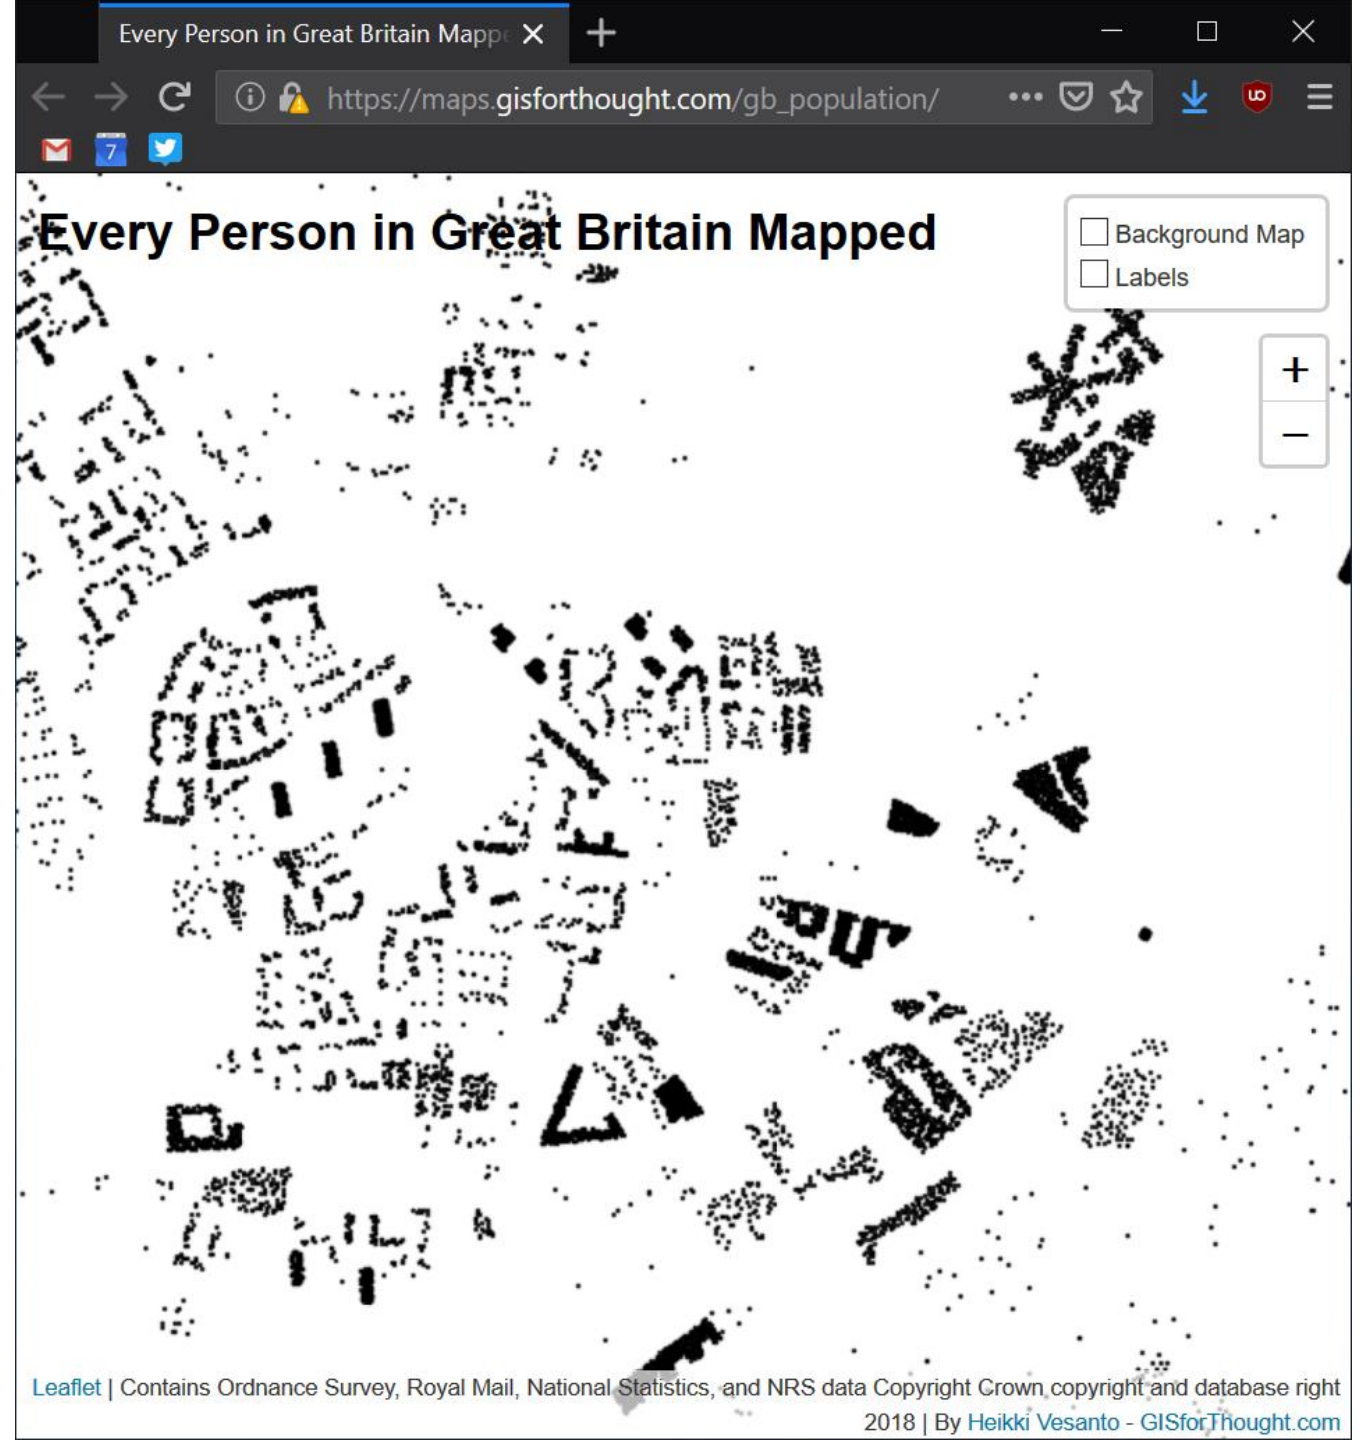 Every Person in Great Britain Mappe
https://maps.gisforthought.com/gb_population/
7
Every Person in Great Britain Mapped
Background Map
Labels
+
−
Leaflet | Contains Ordnance Survey, Royal Mail, National Statistics, and NRS data Copyright Crown copyright and database right
2018 | By Heikki Vesanto - GISforThought.com